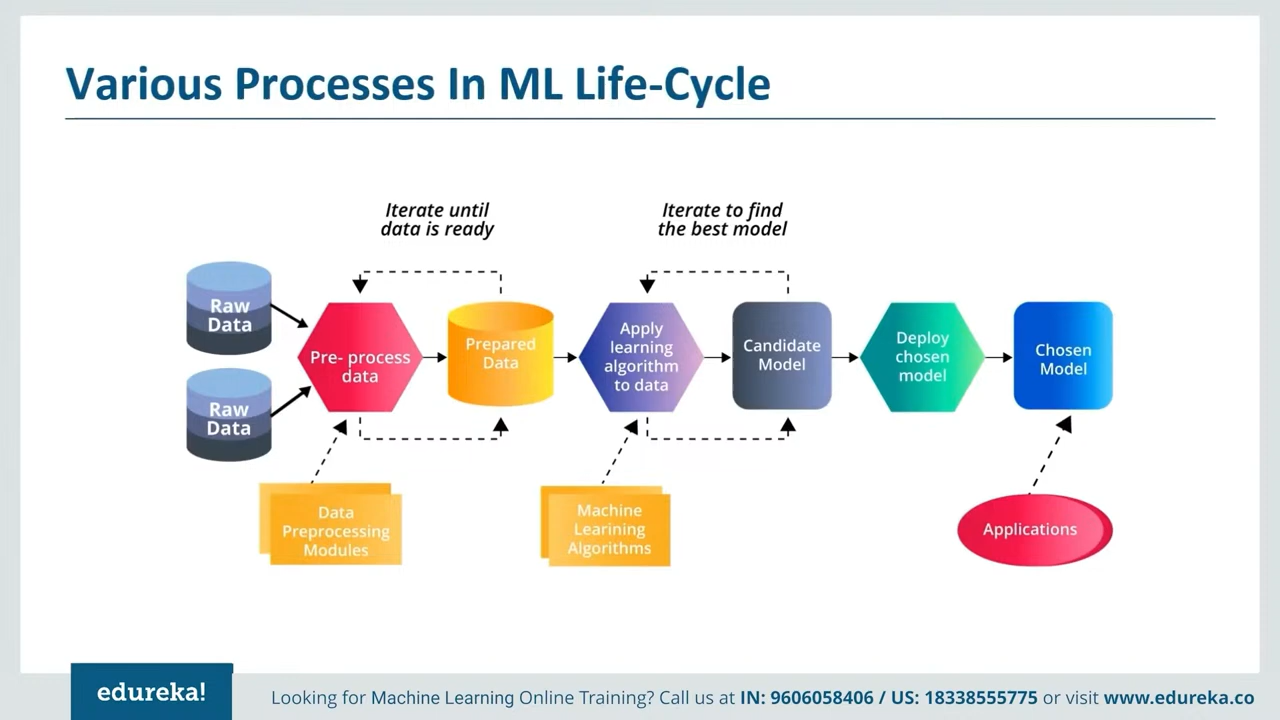 Various Processes In ML Life-Cycle
Iterate until
data is ready
Iterate to find
the best model
Raw
Data
Raw
Data
Pre- process
data
Prepared
Data
Apply
learning
algorithm
to data
Candidate
Model
Deploy
chosen
model
Chosen
Model
Data
Preprocessing
Modules
Machine
Learining
Algorithms
Applications
edureka!
Looking for Machine Learning Online Training? Call us at IN: 9606058406 / US: 18338555775 or visit www.edureka.co